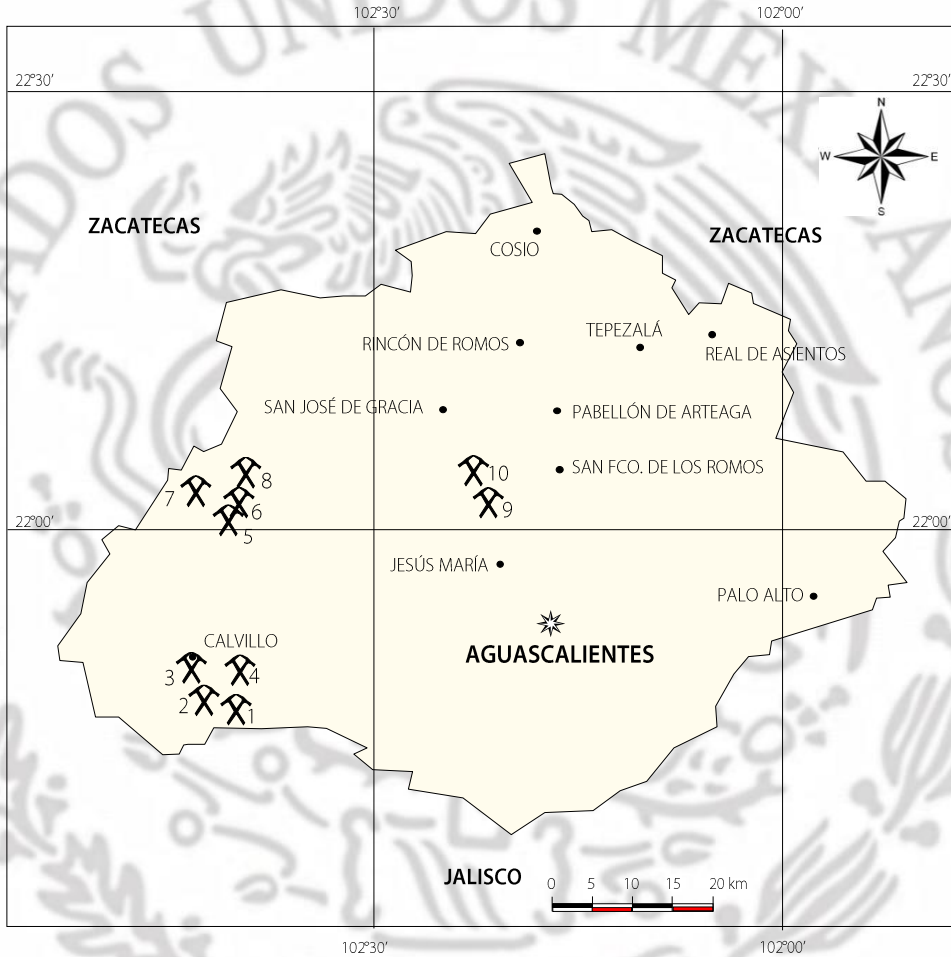 102°30'
102°00'
22°30'
22°30'
N
W
E
S
ZACATECAS
ZACATECAS
COSIO
TEPEZALÁ
RINCÓN DE ROMOS
REAL DE ASIENTOS
SAN JOSÉ DE GRACIA
PABELLÓN DE ARTEAGA
SAN FCO. DE LOS ROMOS
8
10
7
6
9
5
22°00'
22°00'
JESÚS MARÍA
PALO ALTO
CALVILLO
AGUASCALIENTES
3
4
2
1
JALISCO
0 5 10 15 20 km
102°30'
102°00'
UNIDOS MEX